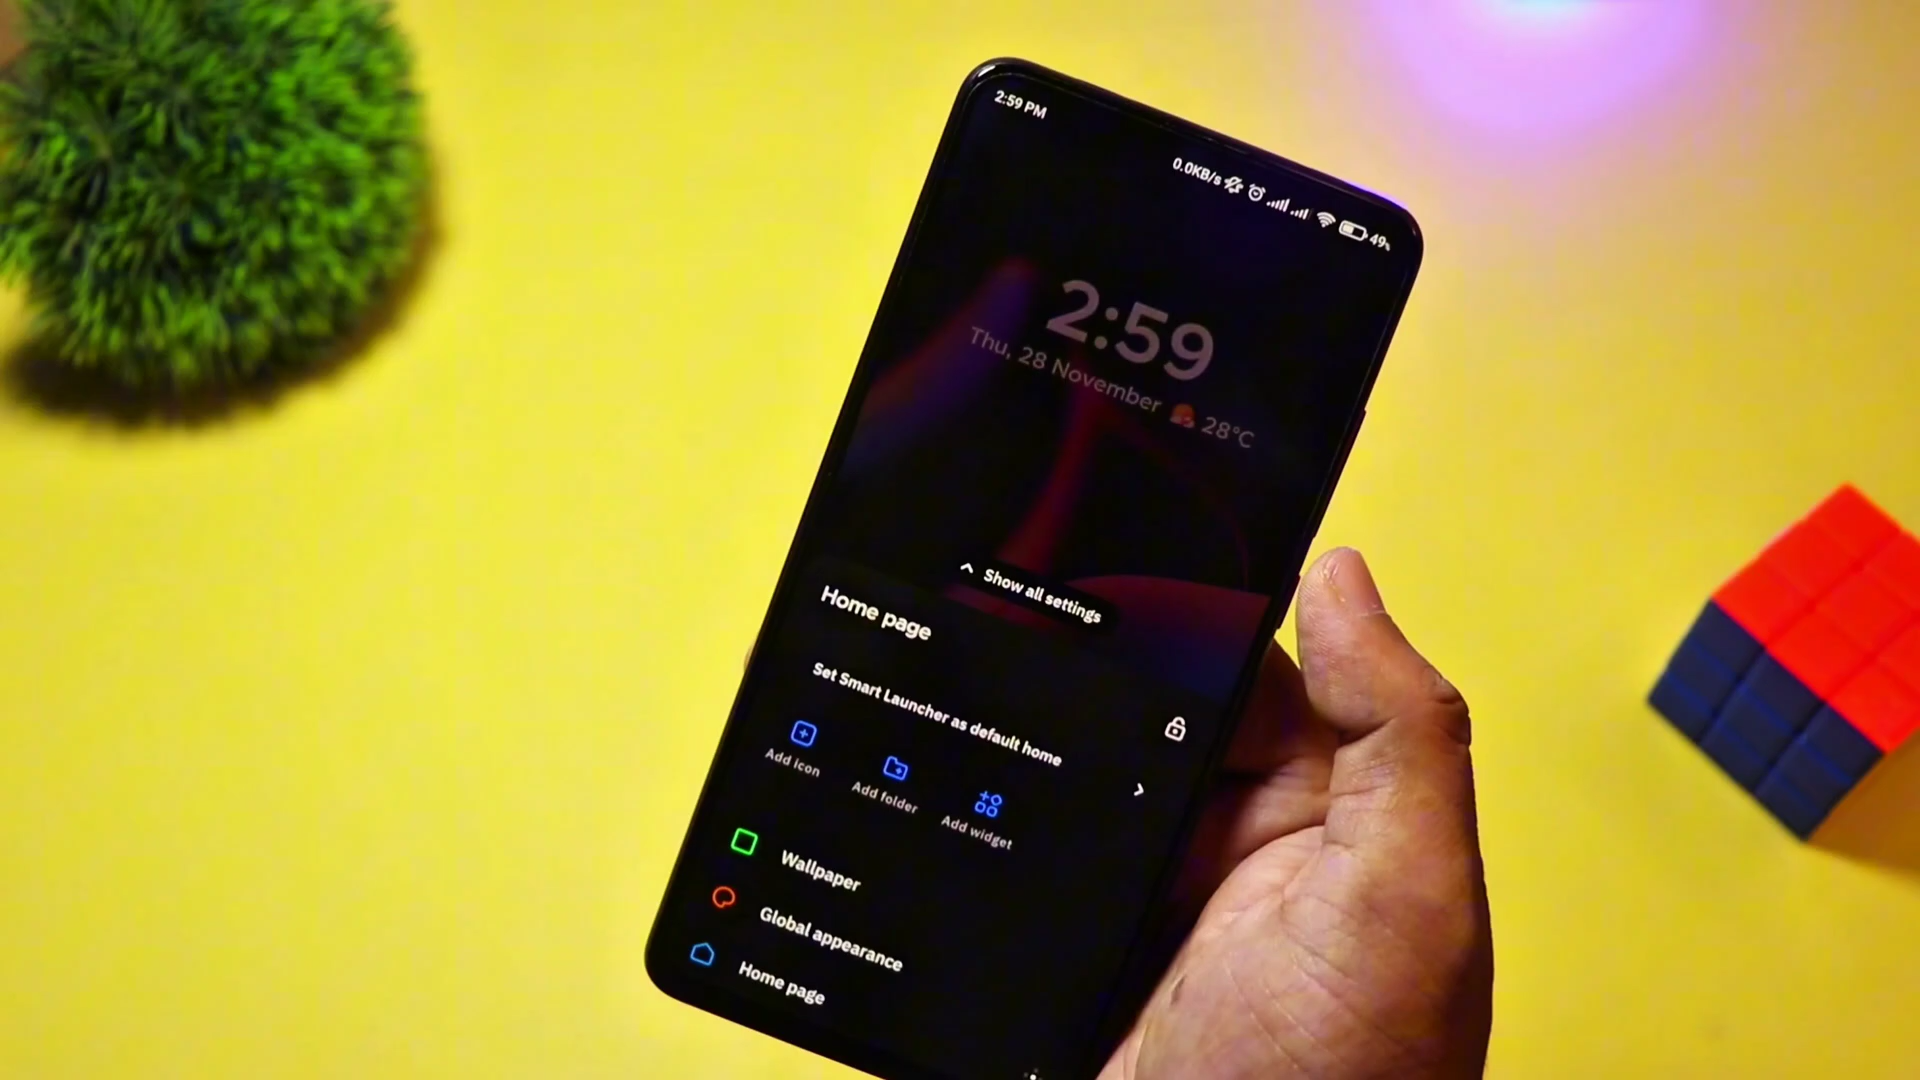 2:59 PM
0.0KB/s 49%
2:59
Thu, 28 November 28°C
Show all settings
Home page
Set Smart Launcher as default home
Add icon
Add folder
Add widget
Wallpaper
Global appearance
Home page